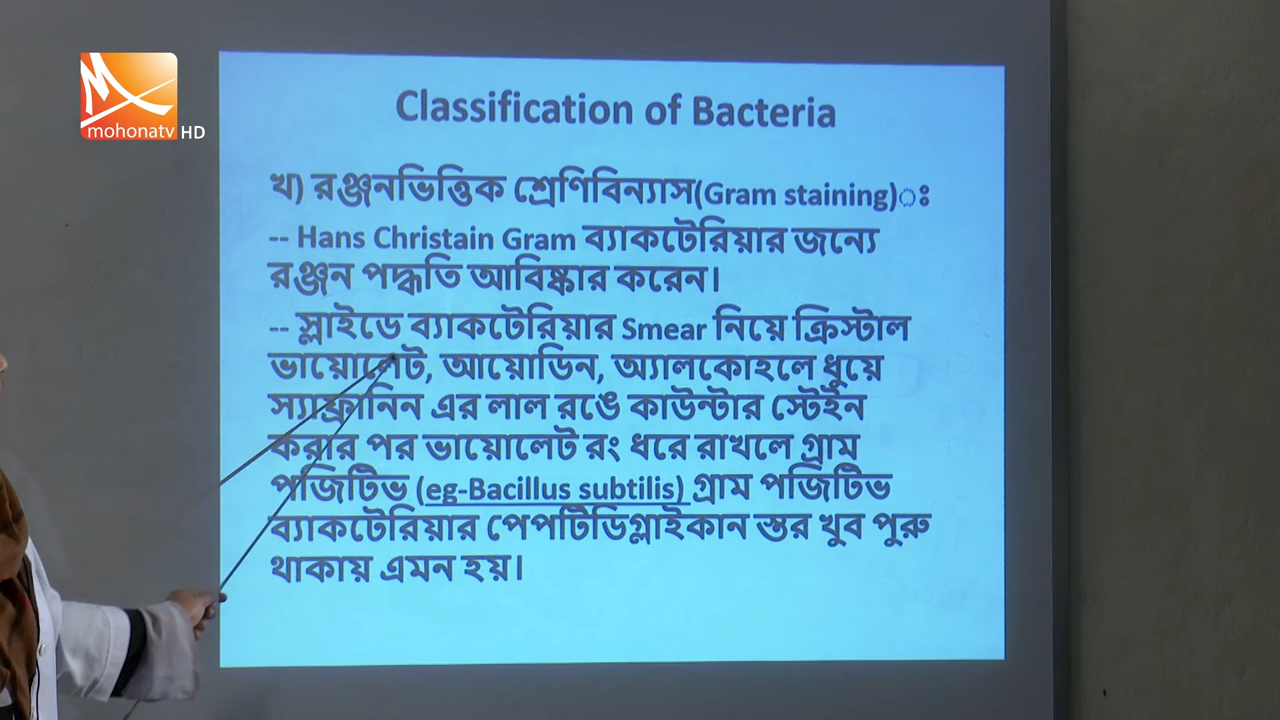 mohonatv HD
Classification of Bacteria
খ) রঞ্জনভিত্তিক শ্রেণিবিন্যাস(Gram staining)ঃ
-- Hans Christain Gram ব্যাকটেরিয়ার জন্যে
রঞ্জন পদ্ধতি আবিষ্কার করেন।
-- স্লাইডে ব্যাকটেরিয়ার Smear নিয়ে ক্রিস্টাল
ভায়োলেট, আয়োডিন, অ্যালকোহলে ধুয়ে
স্যাফ্রানিন এর লাল রঙে কাউন্টার স্টেইন
করার পর ভায়োলেট রং ধরে রাখলে গ্রাম
পজিটিভ (eg-Bacillus subtilis) গ্রাম পজিটিভ
ব্যাকটেরিয়ার পেপটিডিগ্লাইকান স্তর খুব পুরু
থাকায় এমন হয়।